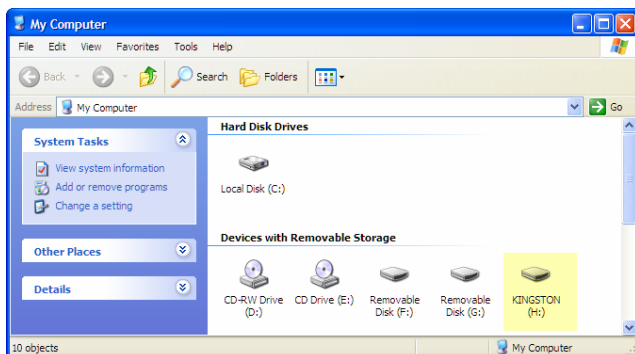 My Computer
File Edit View Favorites Tools Help
Back Search Folders
Address My Computer Go
System Tasks
View system information
Add or remove programs
Change a setting
Other Places
Details
Hard Disk Drives
Local Disk (C:)
Devices with Removable Storage
CD-RW Drive (D:)
CD Drive (E:)
Removable Disk (F:)
Removable Disk (G:)
KINGSTON (H:)
10 objects My Computer